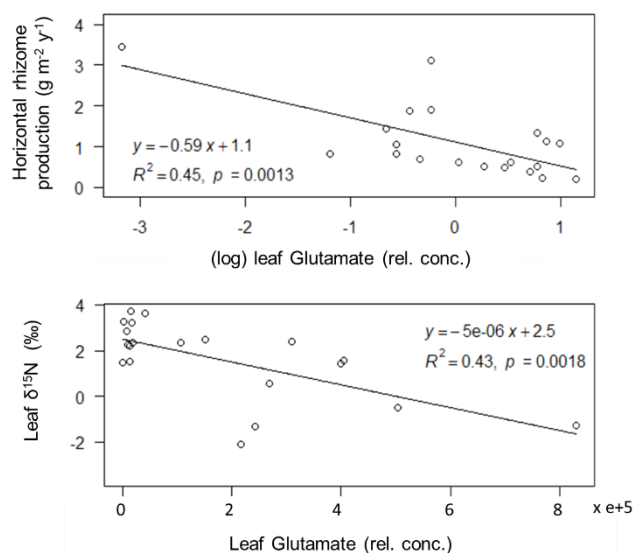 Horizontal rhizome
production (g m⁻² y⁻¹)
4
3
2
1
0
y = −0.59 x + 1.1
R² = 0.45, p = 0.0013
-3 -2 -1 0 1
(log) leaf Glutamate (rel. conc.)
Leaf δ¹⁵N (‰)
4
2
0
-2
y = −5e-06 x + 2.5
R² = 0.43, p = 0.0018
0 2 4 6 8 x e+5
Leaf Glutamate (rel. conc.)